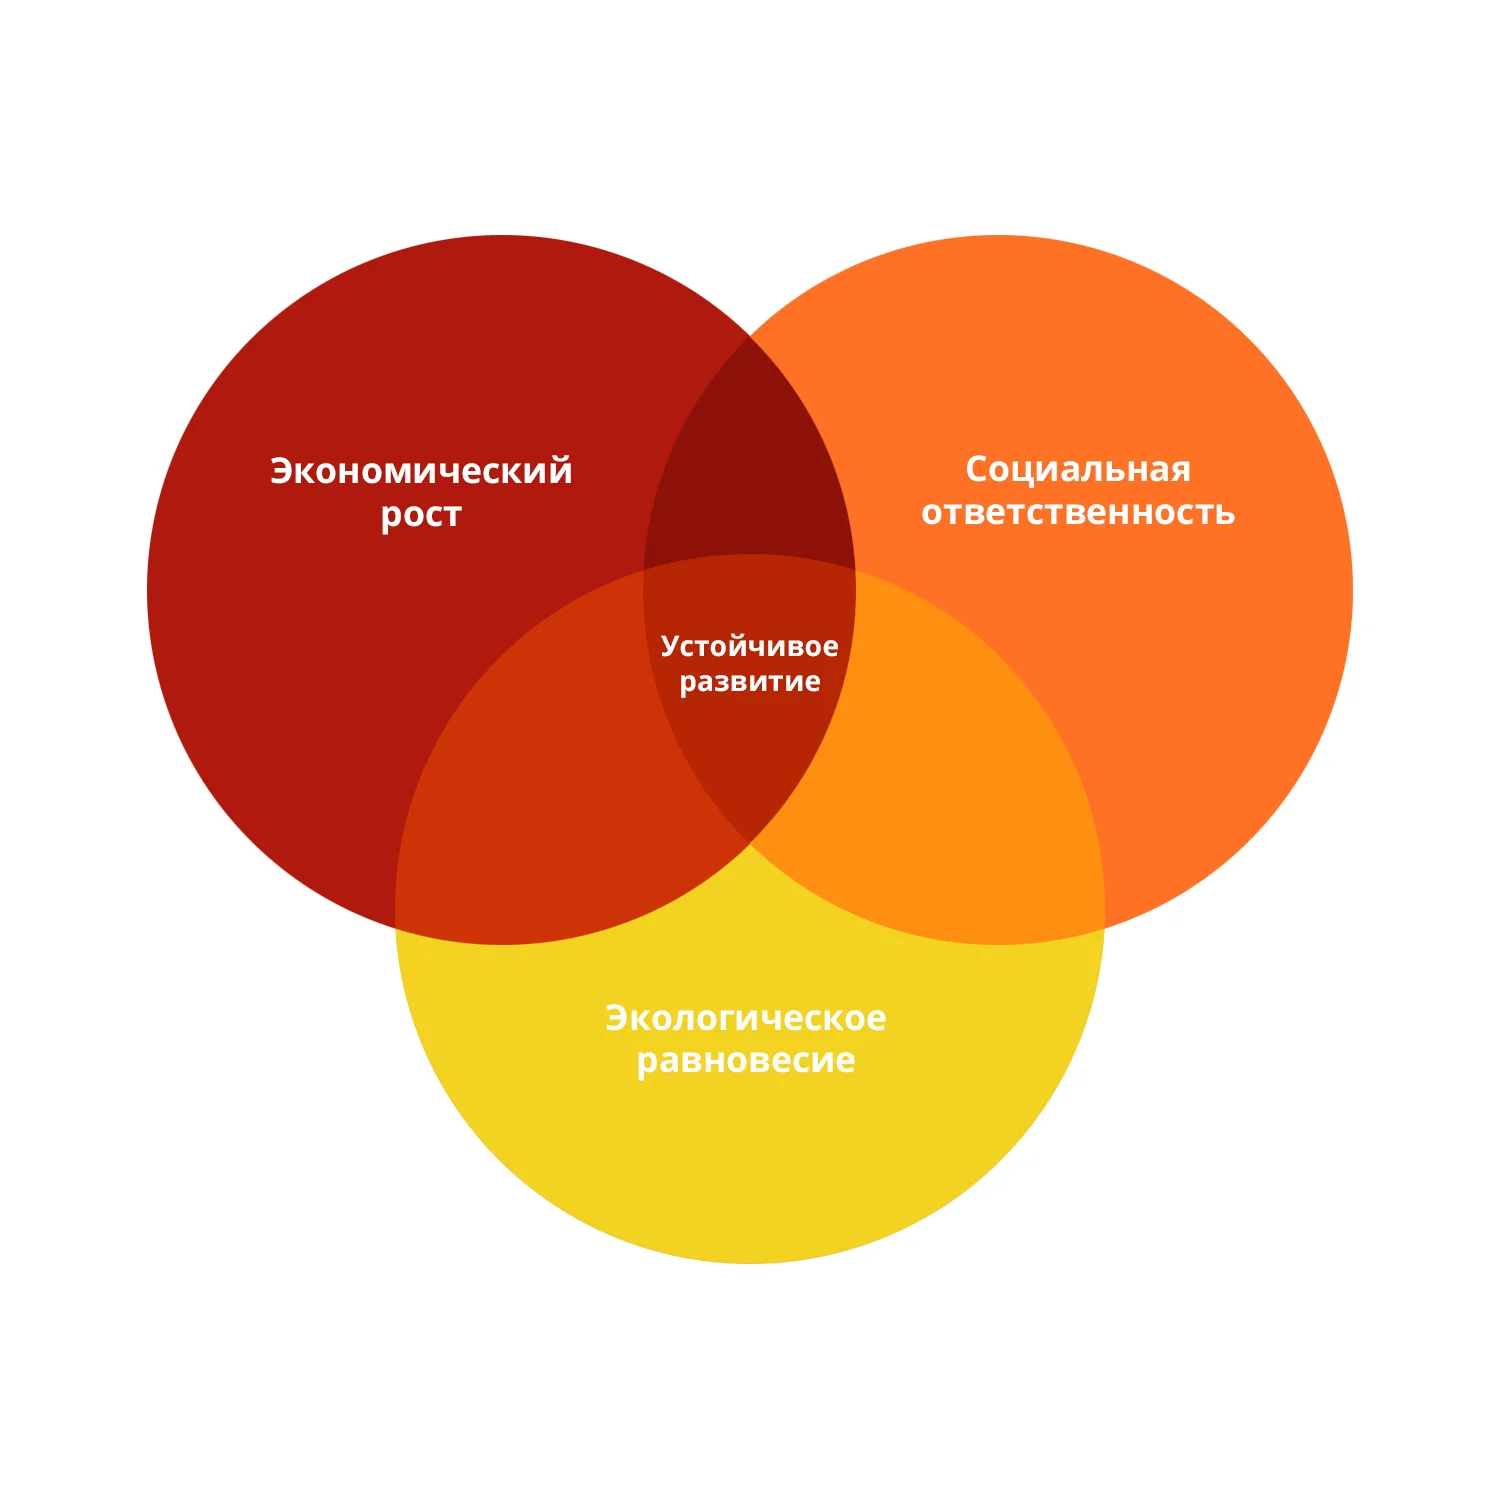 Экономический
рост
Социальная
ответственность
Устойчивое
развитие
Экологическое
равновесие